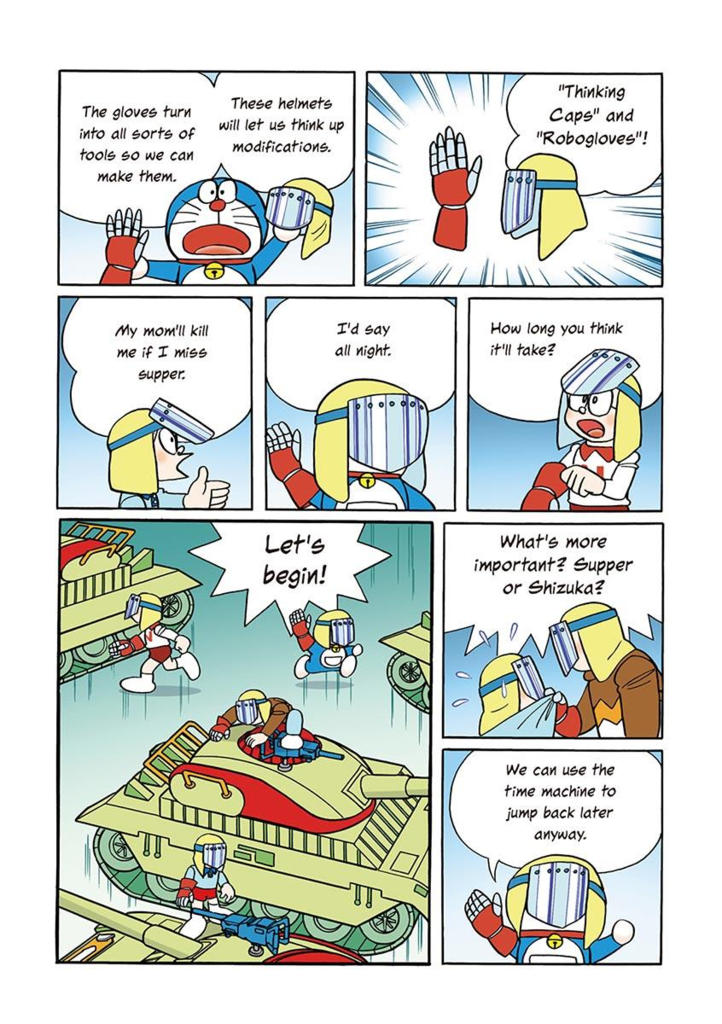 "Thinking
Caps" and
"Robogloves"!
These helmets
will let us think up
modifications.
The gloves turn
into all sorts of
tools so we can
make them.
How long you think
it'll take?
I'd say
all night.
My mom'll kill
me if I miss
supper.
What's more
important? Supper
or Shizuka?
We can use the
time machine to
jump back later
anyway.
Let's
begin!